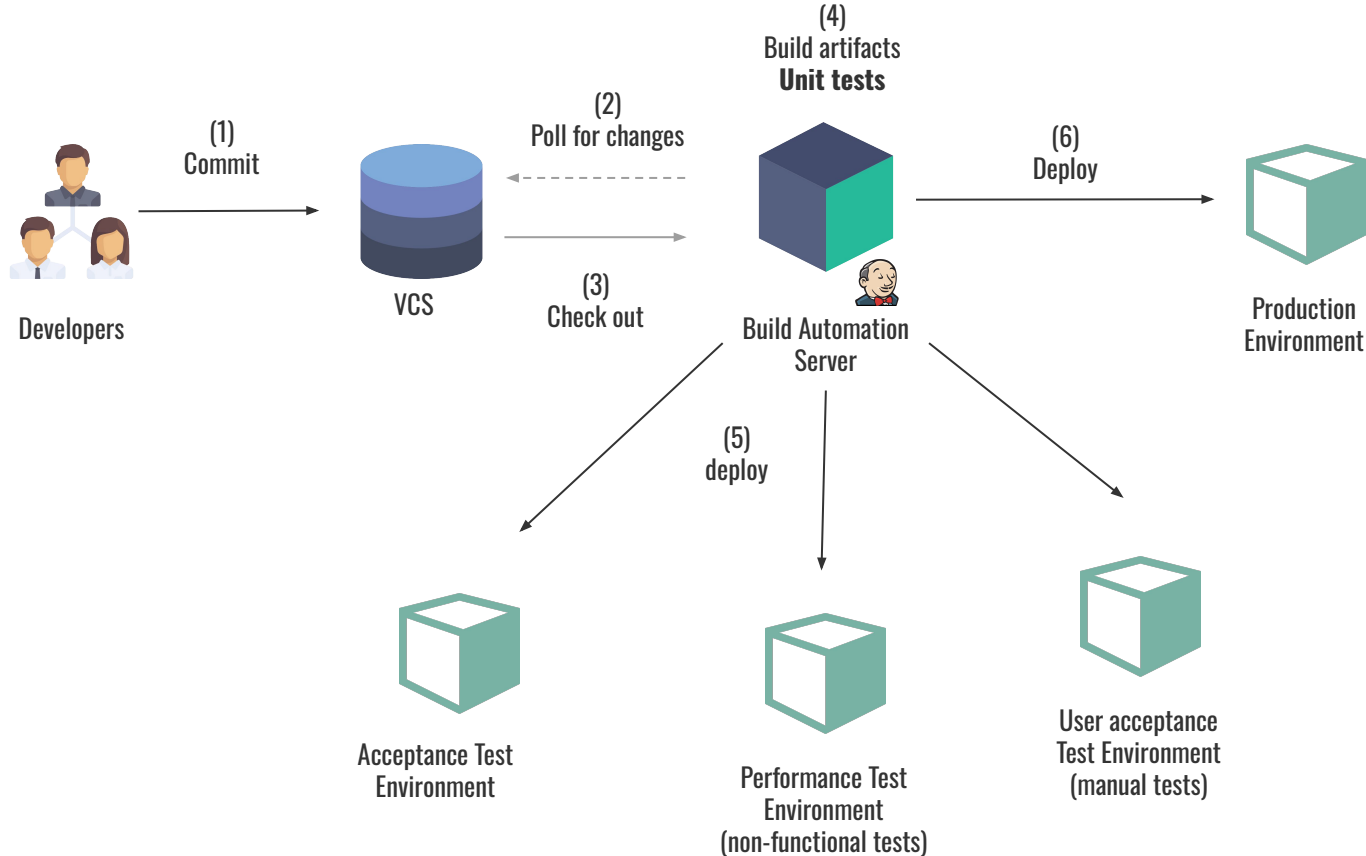 (4)
Build artifacts
Unit tests
(1)
Commit
(2)
Poll for changes
(6)
Deploy
Developers
VCS
(3)
Check out
Build Automation
Server
Production
Environment
(5)
deploy
Acceptance Test
Environment
Performance Test
Environment
(non-functional tests)
User acceptance
Test Environment
(manual tests)